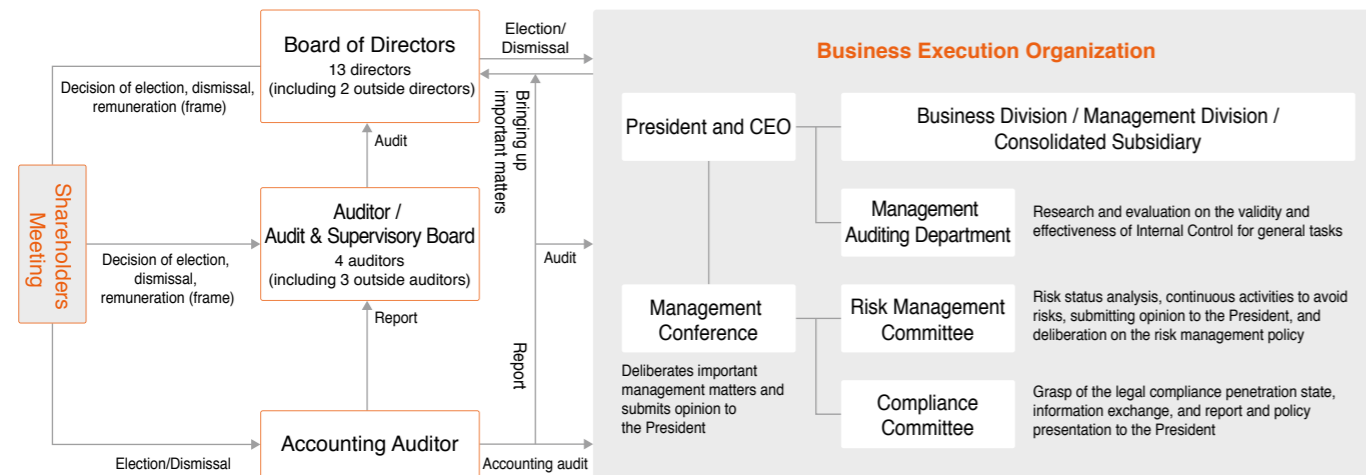 Board of Directors
13 directors
(including 2 outside directors)
Election/
Dismissal
Decision of election, dismissal,
remuneration (frame)
Audit
Bringing up
important matters
Shareholders
Meeting
Auditor /
Audit & Supervisory Board
4 auditors
(including 3 outside auditors)
Decision of election,
dismissal,
remuneration (frame)
Audit
Report
Report
Accounting Auditor
Election/Dismissal
Accounting audit
Business Execution Organization
President and CEO
Business Division / Management Division /
Consolidated Subsidiary
Management
Auditing Department
Research and evaluation on the validity and
effectiveness of Internal Control for general tasks
Management
Conference
Deliberates important
management matters and
submits opinion to
the President
Risk Management
Committee
Risk status analysis, continuous activities to avoid
risks, submitting opinion to the President, and
deliberation on the risk management policy
Compliance
Committee
Grasp of the legal compliance penetration state,
information exchange, and report and policy
presentation to the President